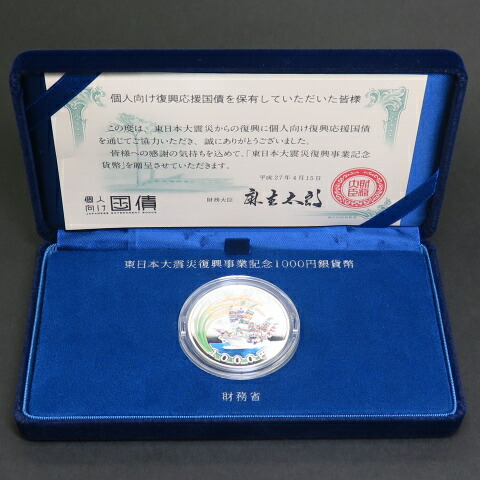 個人向け復興応援国債を保有していただいた皆様
この度は、東日本大震災からの復興に個人向け復興応援国債
を通じてご協力いただき、誠にありがとうございました。
皆様への感謝の気持ちを込めて、「東日本大震災復興事業記念
貨幣」を贈呈させていただきます。
平成27年4月15日
個人
向け
国債
JAPANESE GOVERNMENT BONDS
財務大臣
麻生太郎
東日本大震災復興事業記念1000円銀貨幣
1000
財務省